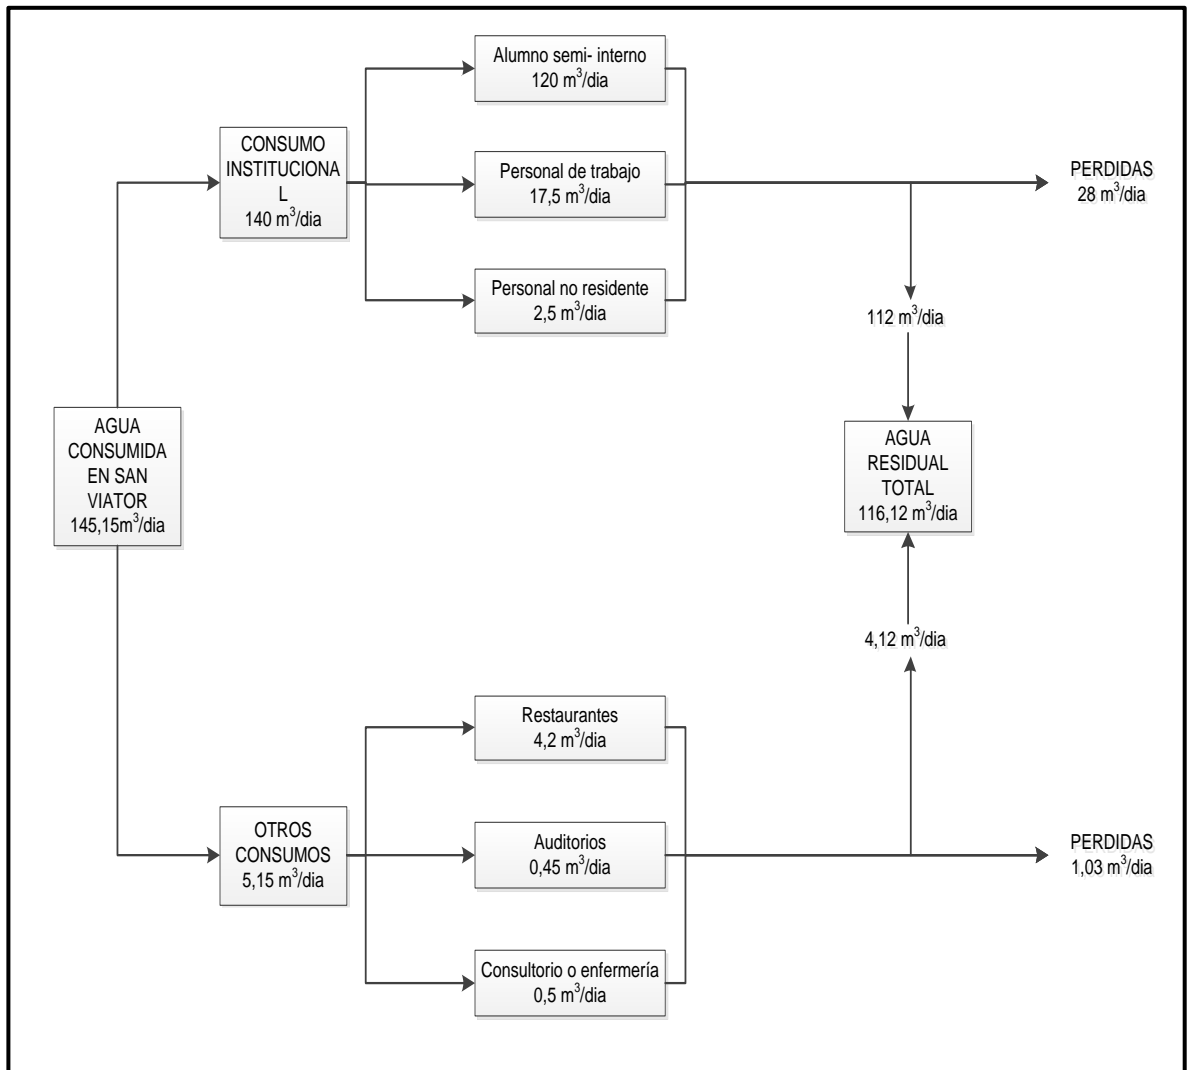 Alumno semi- interno
120 m³/dia
CONSUMO
INSTITUCIONA
L
140 m³/dia
Personal de trabajo
17,5 m³/dia
PERDIDAS
28 m³/dia
Personal no residente
2,5 m³/dia
112 m³/dia
AGUA
CONSUMIDA
EN SAN
VIATOR
145,15m³/dia
AGUA
RESIDUAL
TOTAL
116,12 m³/dia
4,12 m³/dia
Restaurantes
4,2 m³/dia
OTROS
CONSUMOS
5,15 m³/dia
Auditorios
0,45 m³/dia
PERDIDAS
1,03 m³/dia
Consultorio o enfermería
0,5 m³/dia